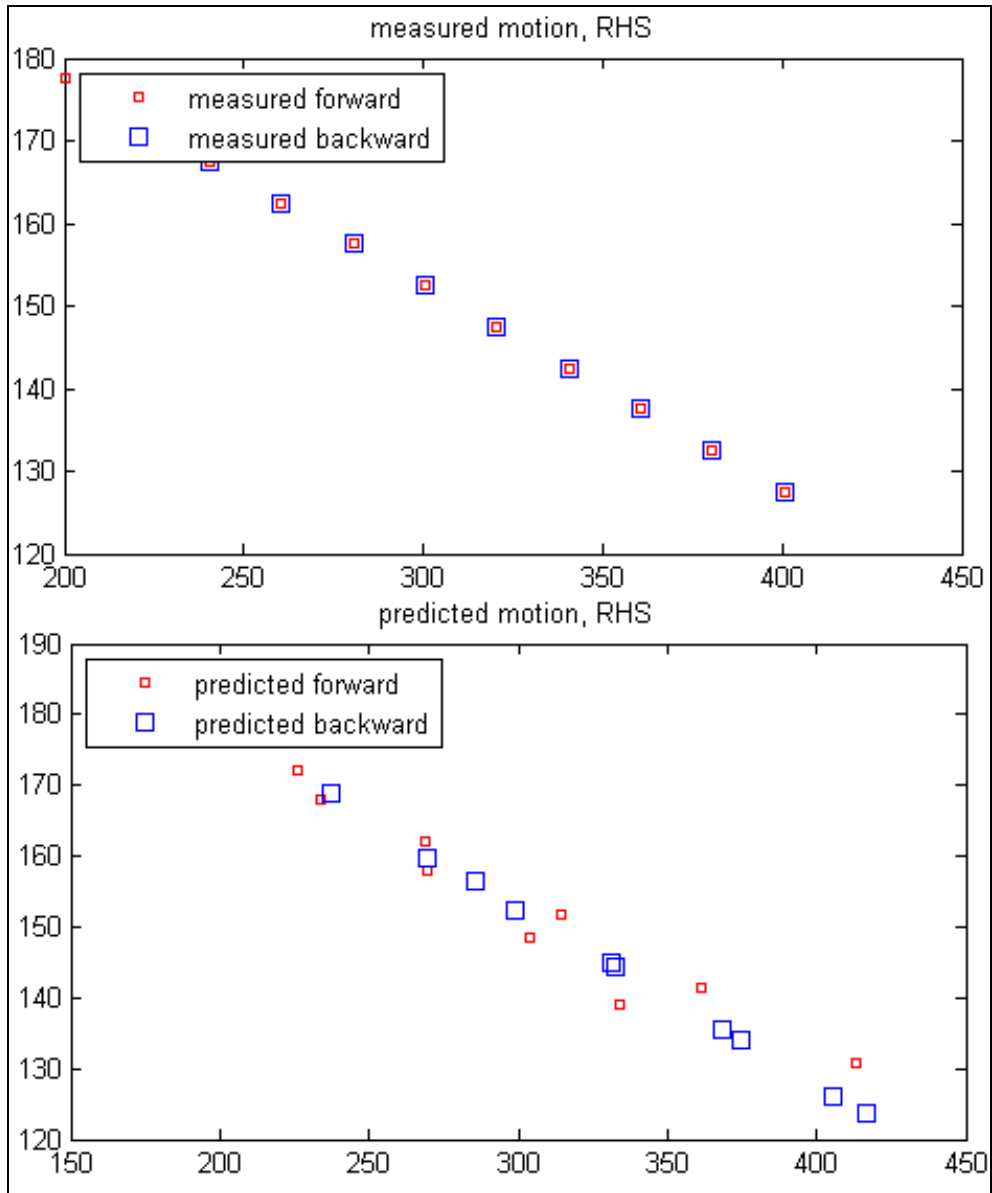 measured motion, RHS
180
170
160
150
140
130
120
measured forward
measured backward
200 250 300 350 400 450
predicted motion, RHS
190
180
170
160
150
140
130
120
predicted forward
predicted backward
150 200 250 300 350 400 450